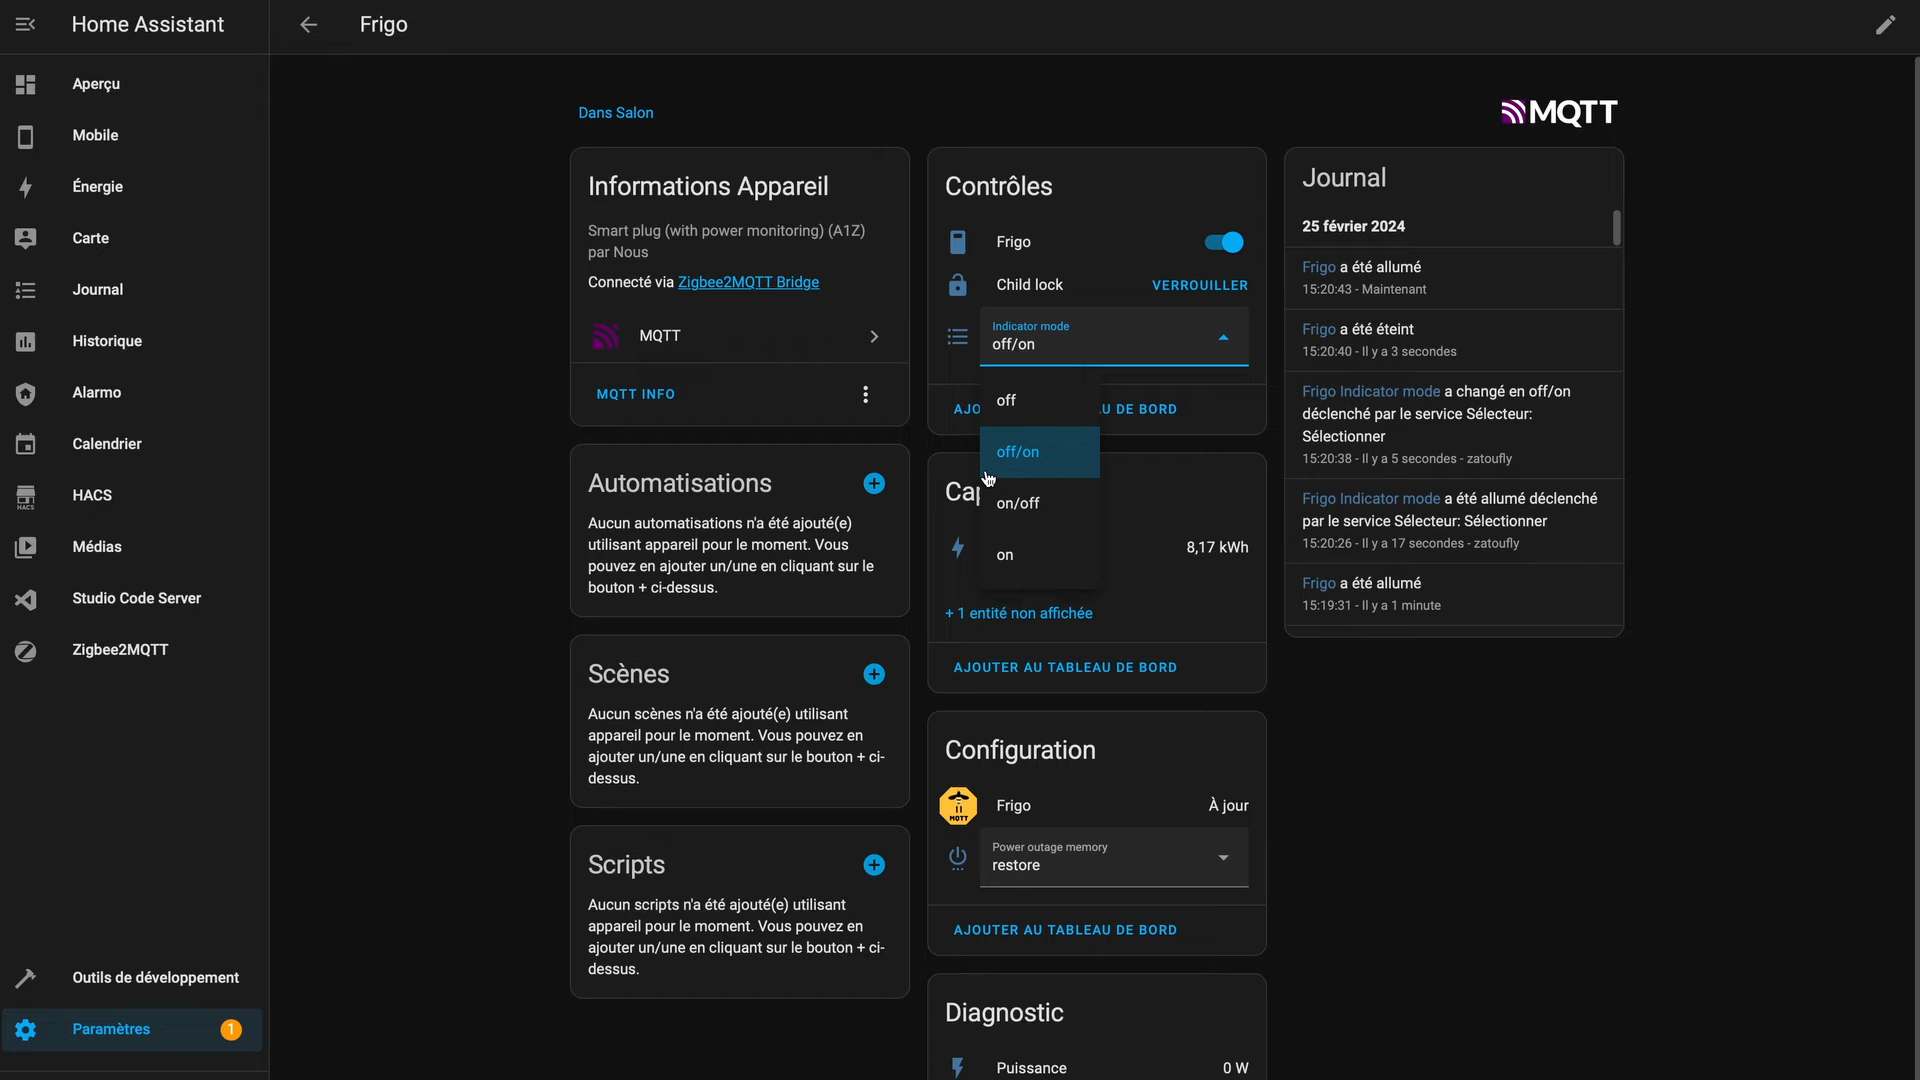 Home Assistant
Frigo
Aperçu
Mobile
Énergie
Carte
Journal
Historique
Alarmo
Calendrier
HACS
HACS
Médias
Studio Code Server
Zigbee2MQTT
Outils de développement
Paramètres
1
Dans Salon
MQTT
Informations Appareil
Smart plug (with power monitoring) (A1Z)
par Nous
Connecté via Zigbee2MQTT Bridge
MQTT
MQTT INFO
Automatisations
Aucun automatisations n'a été ajouté(e)
utilisant appareil pour le moment. Vous
pouvez en ajouter un/une en cliquant sur le
bouton + ci-dessus.
Scènes
Aucun scènes n'a été ajouté(e) utilisant
appareil pour le moment. Vous pouvez en
ajouter un/une en cliquant sur le bouton + ci-
dessus.
Scripts
Aucun scripts n'a été ajouté(e) utilisant
appareil pour le moment. Vous pouvez en
ajouter un/une en cliquant sur le bouton + ci-
dessus.
Contrôles
Frigo
Child lock VERROUILLER
Indicator mode
off/on
off
off/on
on/off
on
AJO U DE BORD
Cap
8,17 kWh
+ 1 entité non affichée
AJOUTER AU TABLEAU DE BORD
Configuration
MQTT
Frigo À jour
Power outage memory
restore
AJOUTER AU TABLEAU DE BORD
Diagnostic
Puissance 0 W
Journal
25 février 2024
Frigo a été allumé
15:20:43 - Maintenant
Frigo a été éteint
15:20:40 - Il y a 3 secondes
Frigo Indicator mode a changé en off/on
déclenché par le service Sélecteur:
Sélectionner
15:20:38 - Il y a 5 secondes - zatoufly
Frigo Indicator mode a été allumé déclenché
par le service Sélecteur: Sélectionner
15:20:26 - Il y a 17 secondes - zatoufly
Frigo a été allumé
15:19:31 - Il y a 1 minute